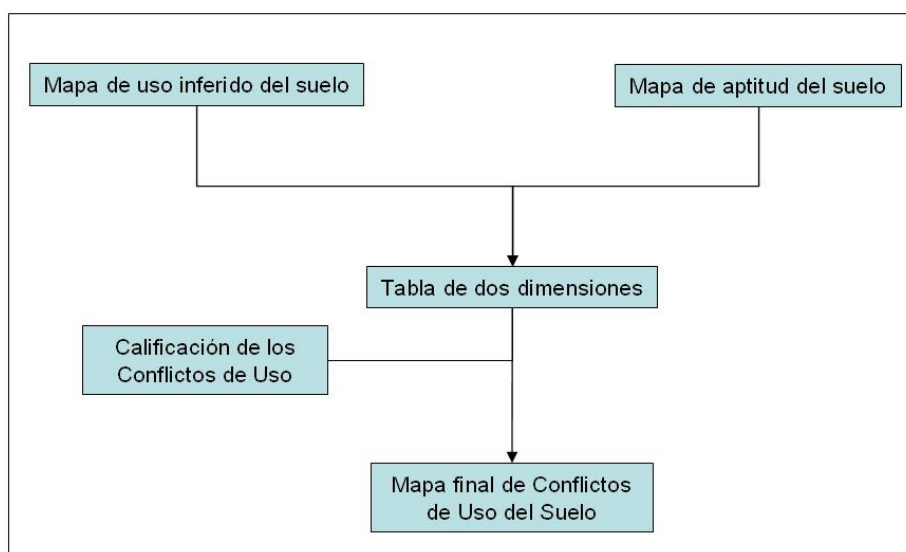 Mapa de uso inferido del suelo
Mapa de aptitud del suelo
Tabla de dos dimensiones
Calificación de los
Conflictos de Uso
Mapa final de Conflictos
de Uso del Suelo